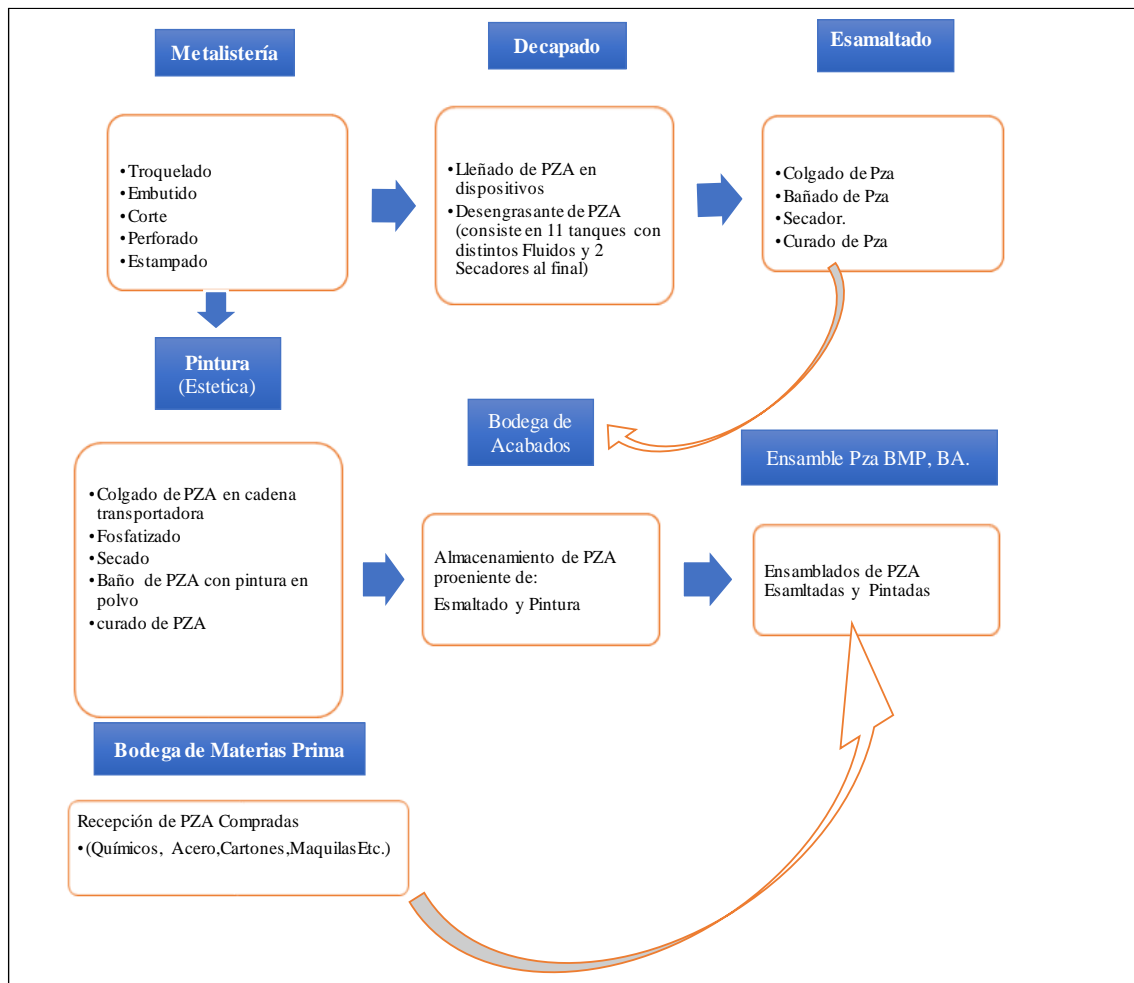 Metalistería
• Troquelado
• Embutido
• Corte
• Perforado
• Estampado
Decapado
• Lleñado de PZA en
dispositivos
• Desengrasante de PZA
(consiste en 11 tanques con
distintos Fluidos y 2
Secadores al final)
Esamaltado
• Colgado de Pza
• Bañado de Pza
• Secador.
• Curado de Pza
Pintura
(Estetica)
• Colgado de PZA en cadena
transportadora
• Fosfatizado
• Secado
• Baño de PZA con pintura en
polvo
• curado de PZA
Bodega de
Acabados
Almacenamiento de PZA
proeniente de:
Esmaltado y Pintura
Ensamble Pza BMP, BA.
Ensamblados de PZA
Esamltadas y Pintadas
Bodega de Materias Prima
Recepción de PZA Compradas
• (Químicos, Acero,Cartones,Maquilas Etc.)